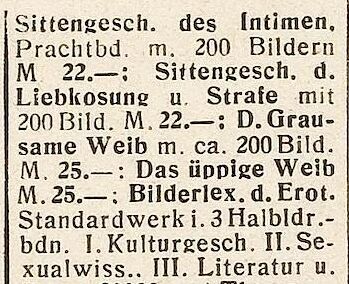 Sittengesch. des Intimen,
Prachtbd. m. 200 Bildern
M 22.—; Sittengesch. d.
Liebkosung u. Strafe mit
200 Bild. M. 22.—; D. Grau-
same Weib m. ca. 200 Bild.
M. 25.—; Das üppige Weib
M. 25.—; Bilderlex. d. Erot.
Standardwerk i. 3 Halbldr.-
bdn. I. Kulturgesch. II. Se-
xualwiss.. III. Literatur u.